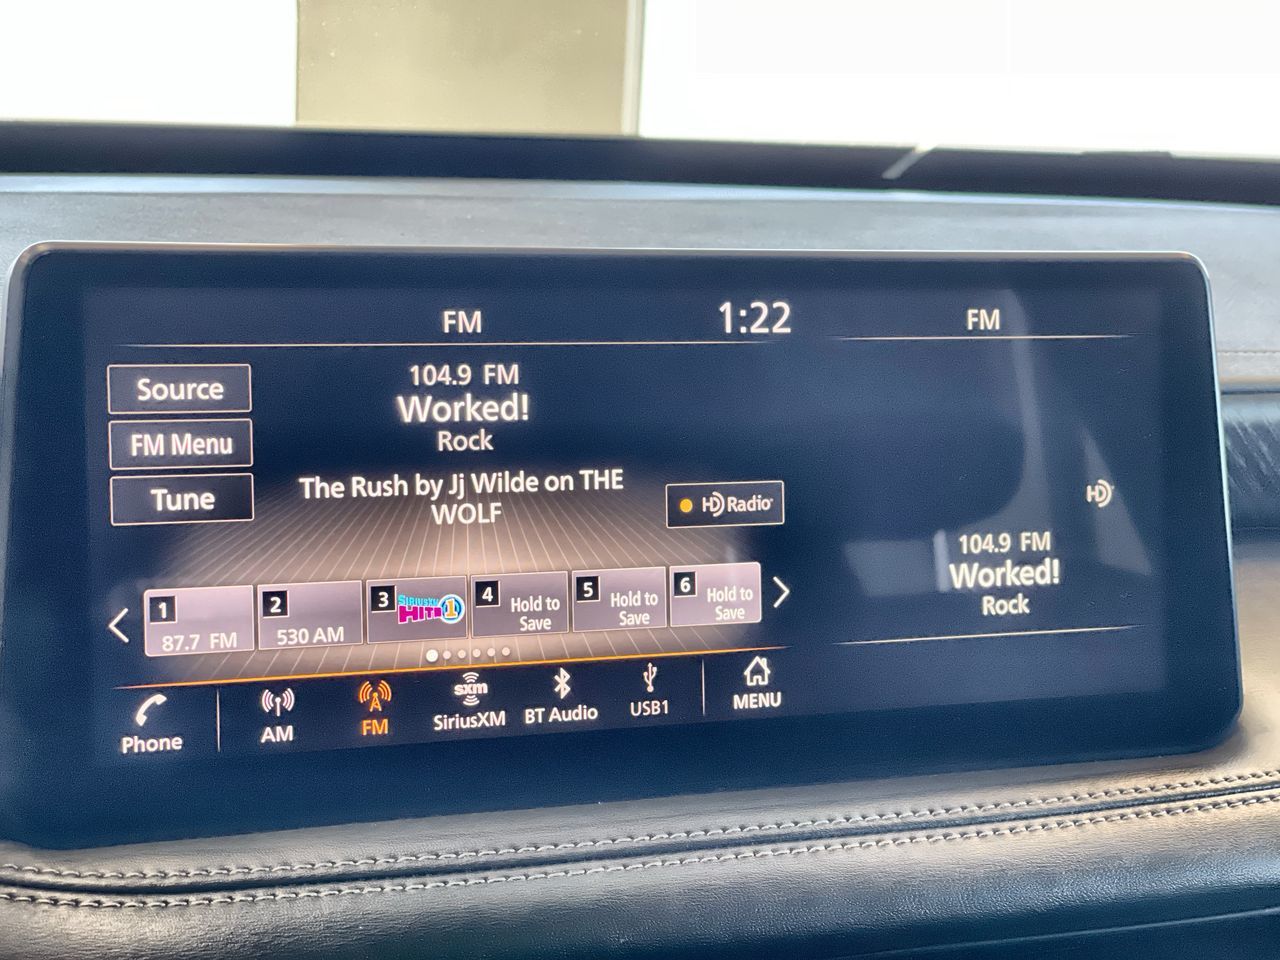 FM
1:22
FM
Source
FM Menu
Tune
104.9 FM
Worked!
Rock
The Rush by Jj Wilde on THE
WOLF
HD Radio
1
87.7 FM
2
530 AM
3
SIRIUSXM
HITS 1
4
Hold to
Save
5
Hold to
Save
6
Hold to
Save
HD
104.9 FM
Worked!
Rock
Phone
AM
FM
sxm
SiriusXM
BT Audio
USB1
MENU